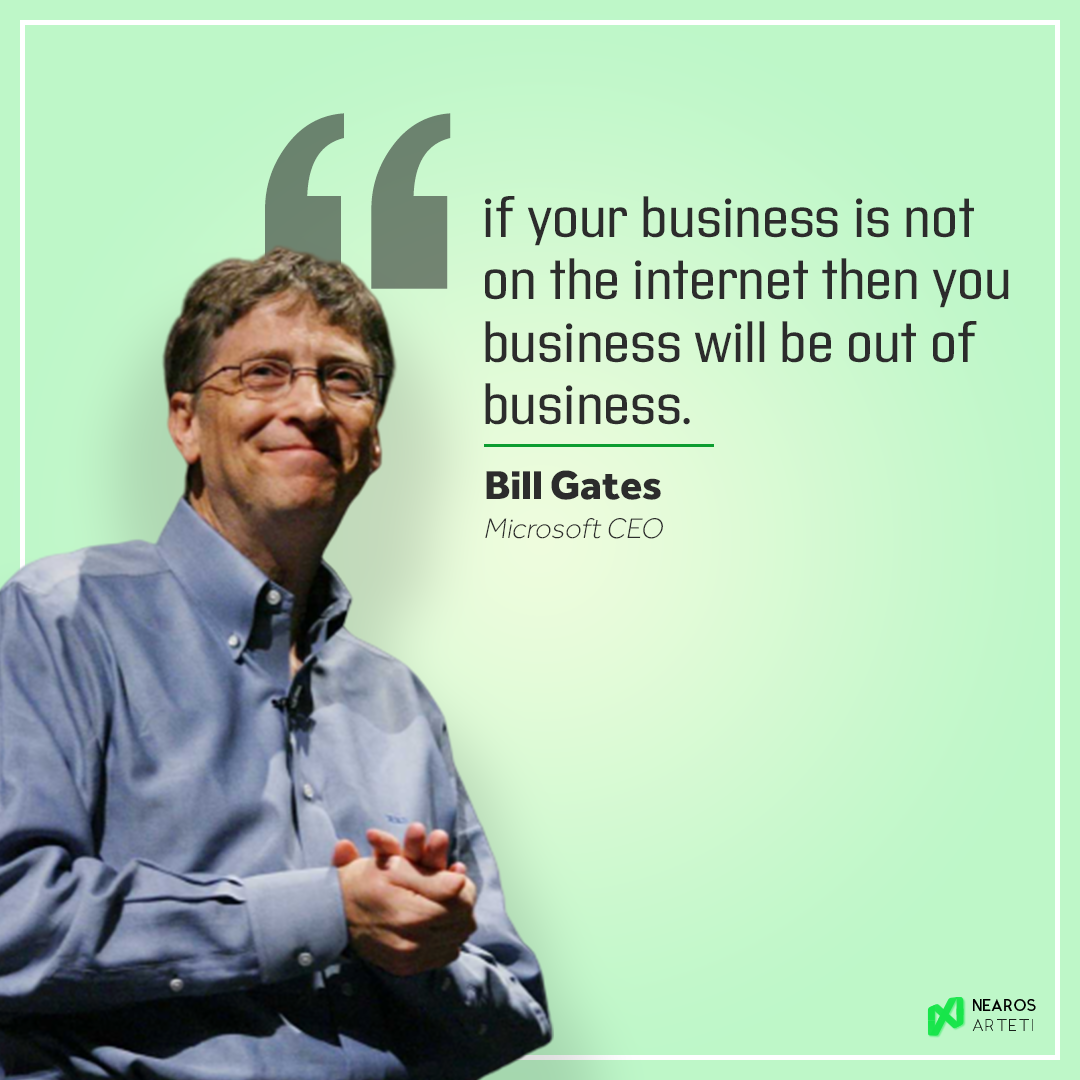 if your business is not
on the internet then you
business will be out of
business.
Bill Gates
Microsoft CEO
NEAROS
ARTETI